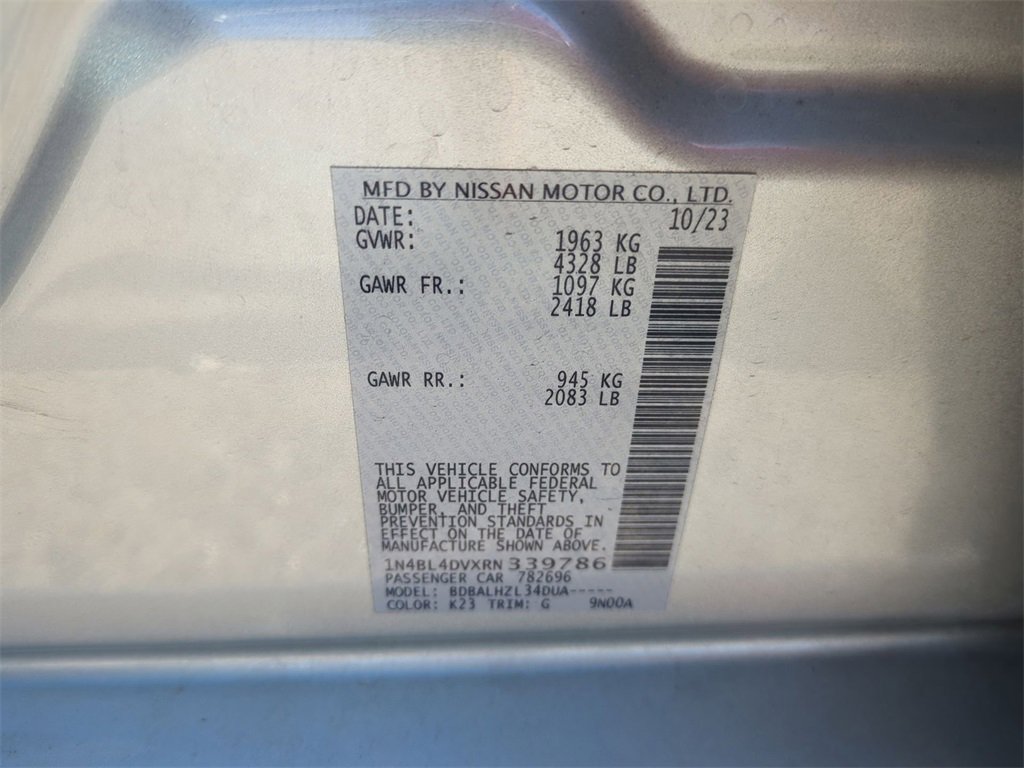 MFD BY NISSAN MOTOR CO., LTD.
DATE: 10/23
GVWR: 1963 KG
4328 LB
GAWR FR.: 1097 KG
2418 LB
GAWR RR.: 945 KG
2083 LB
THIS VEHICLE CONFORMS TO
ALL APPLICABLE FEDERAL
MOTOR VEHICLE SAFETY,
BUMPER, AND THEFT
PREVENTION STANDARDS IN
EFFECT ON THE DATE OF
MANUFACTURE SHOWN ABOVE.
1N4BL4DVXRN339786
PASSENGER CAR 782696
MODEL: BDBALHZL34DUA-----
COLOR: K23 TRIM: G 9N00A